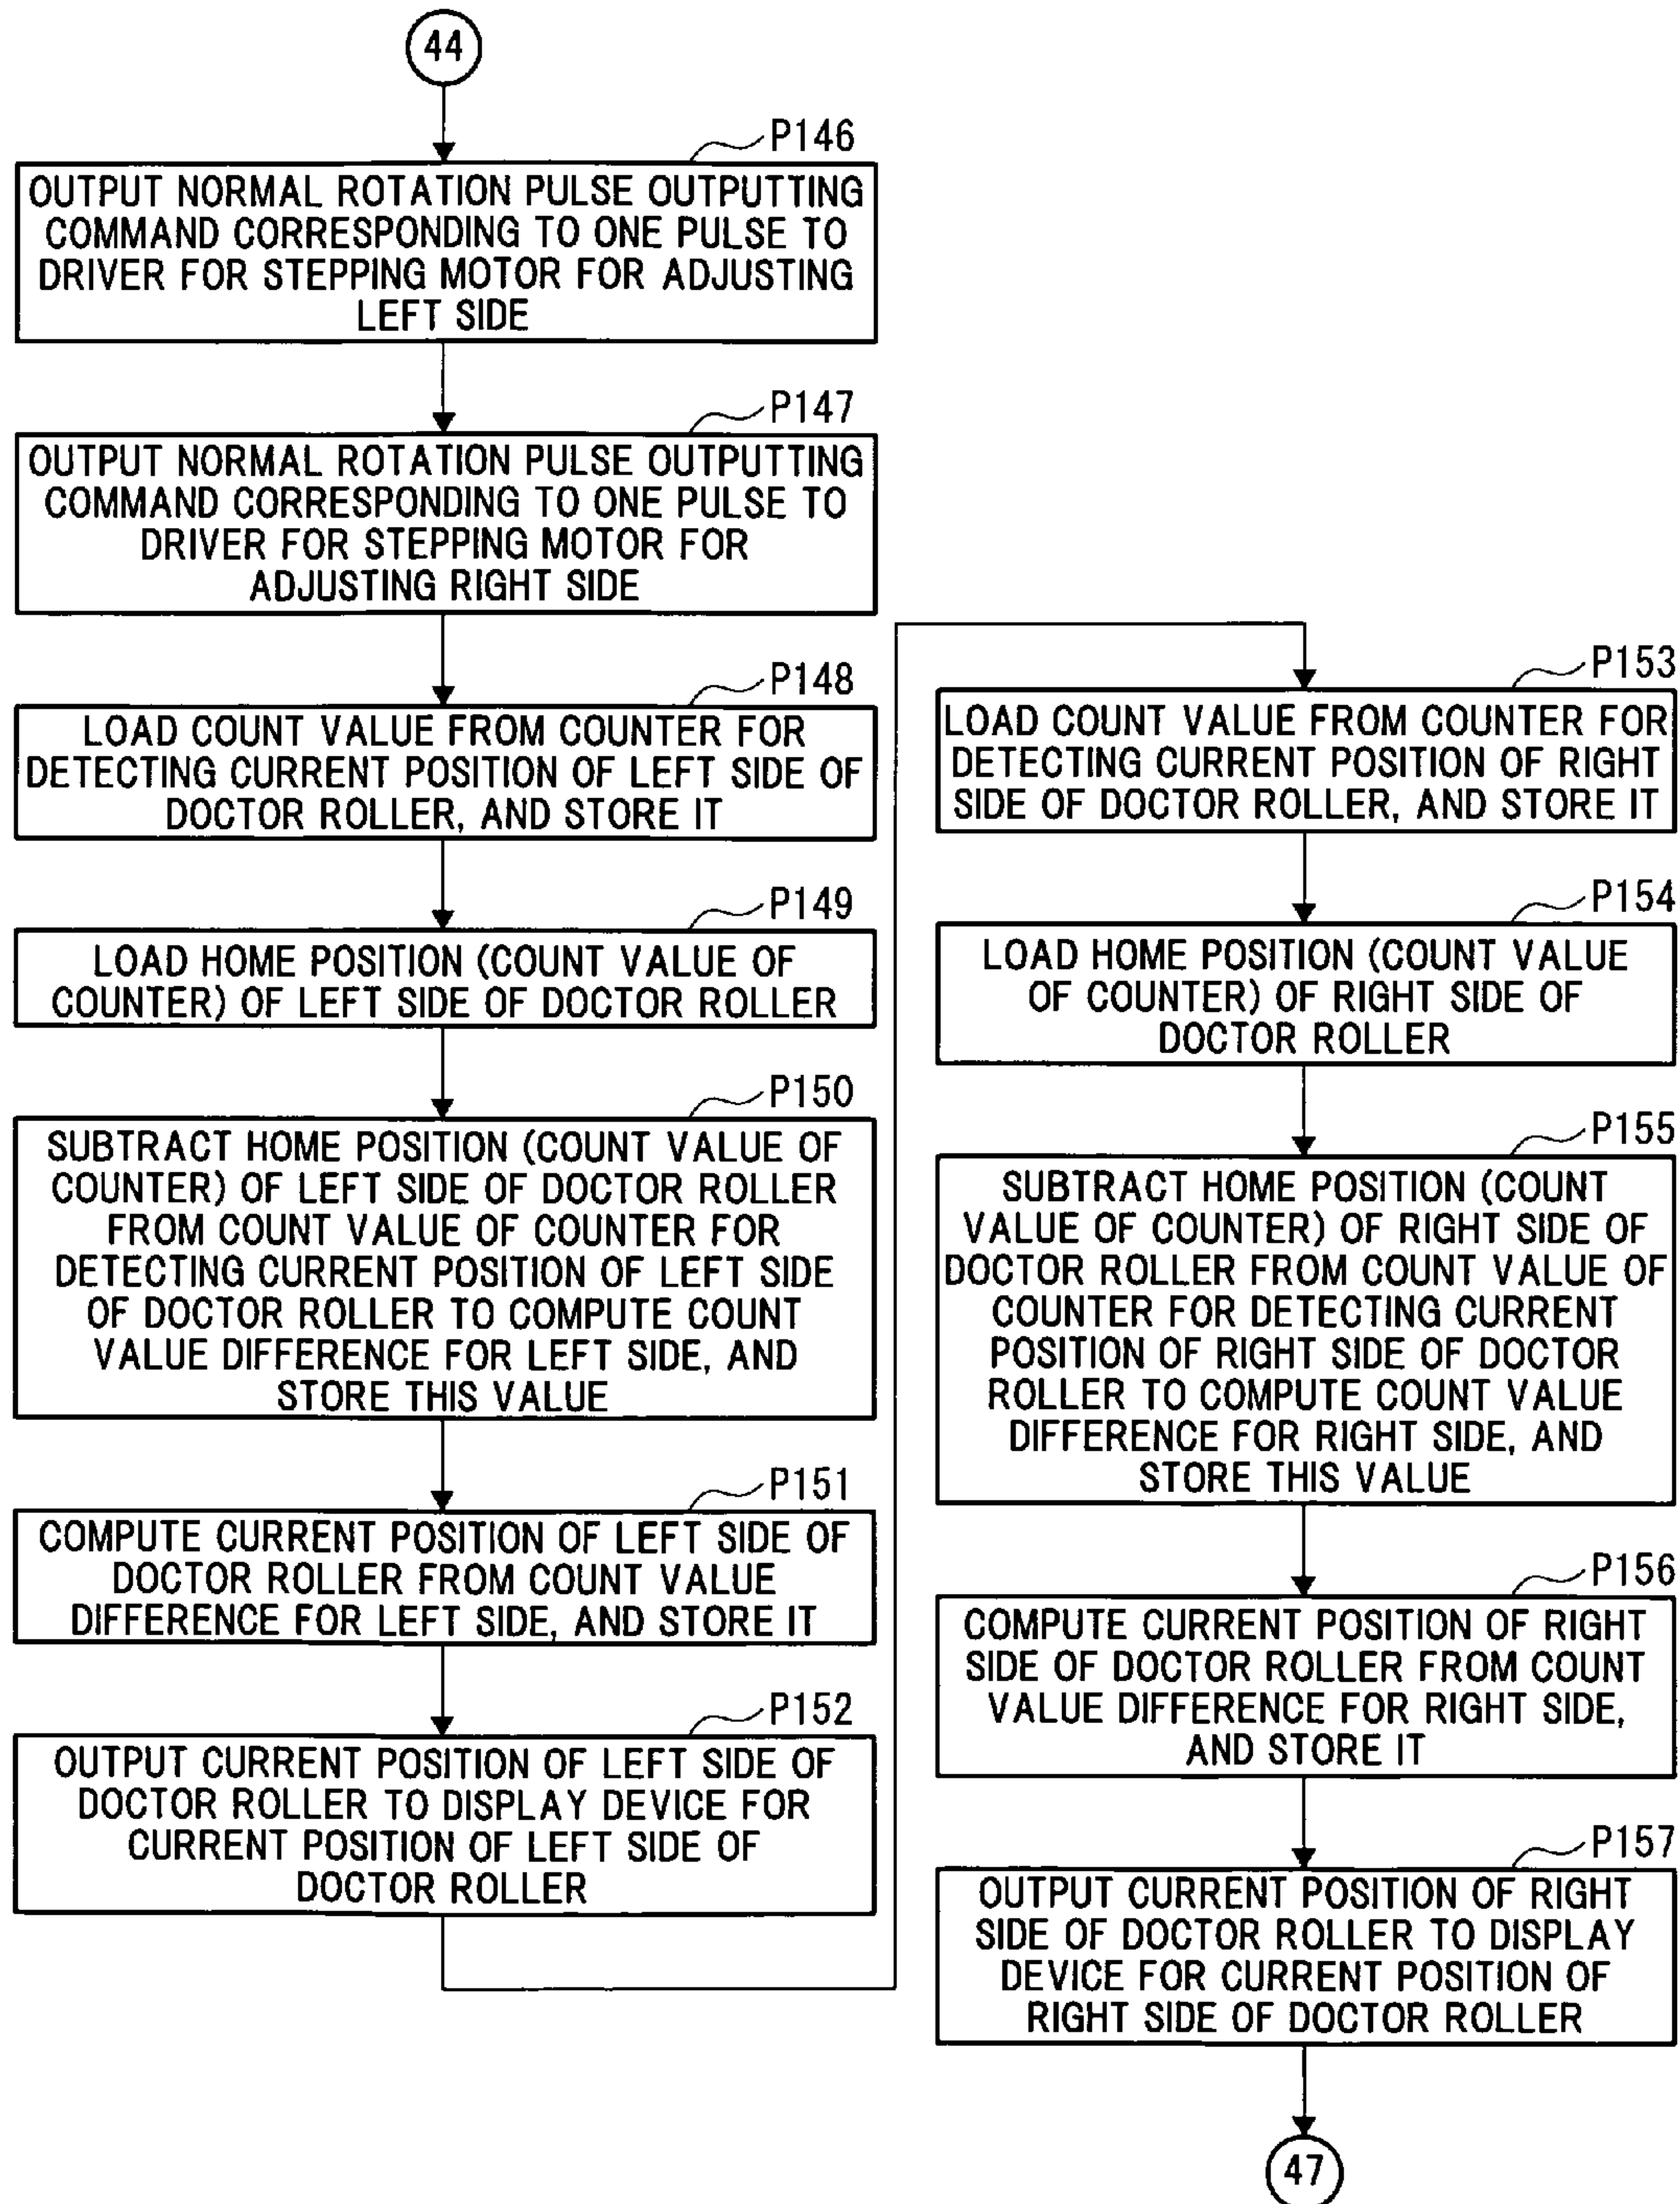 44
P146
OUTPUT NORMAL ROTATION PULSE OUTPUTTING
COMMAND CORRESPONDING TO ONE PULSE TO
DRIVER FOR STEPPING MOTOR FOR ADJUSTING
LEFT SIDE
P147
OUTPUT NORMAL ROTATION PULSE OUTPUTTING
COMMAND CORRESPONDING TO ONE PULSE TO
DRIVER FOR STEPPING MOTOR FOR
ADJUSTING RIGHT SIDE
P148
LOAD COUNT VALUE FROM COUNTER FOR
DETECTING CURRENT POSITION OF LEFT SIDE OF
DOCTOR ROLLER, AND STORE IT
P149
LOAD HOME POSITION (COUNT VALUE OF
COUNTER) OF LEFT SIDE OF DOCTOR ROLLER
P150
SUBTRACT HOME POSITION (COUNT VALUE OF
COUNTER) OF LEFT SIDE OF DOCTOR ROLLER
FROM COUNT VALUE OF COUNTER FOR
DETECTING CURRENT POSITION OF LEFT SIDE
OF DOCTOR ROLLER TO COMPUTE COUNT
VALUE DIFFERENCE FOR LEFT SIDE, AND
STORE THIS VALUE
P151
COMPUTE CURRENT POSITION OF LEFT SIDE OF
DOCTOR ROLLER FROM COUNT VALUE
DIFFERENCE FOR LEFT SIDE, AND STORE IT
P152
OUTPUT CURRENT POSITION OF LEFT SIDE OF
DOCTOR ROLLER TO DISPLAY DEVICE FOR
CURRENT POSITION OF LEFT SIDE OF
DOCTOR ROLLER
P153
LOAD COUNT VALUE FROM COUNTER FOR
DETECTING CURRENT POSITION OF RIGHT
SIDE OF DOCTOR ROLLER, AND STORE IT
P154
LOAD HOME POSITION (COUNT VALUE
OF COUNTER) OF RIGHT SIDE OF
DOCTOR ROLLER
P155
SUBTRACT HOME POSITION (COUNT
VALUE OF COUNTER) OF RIGHT SIDE OF
DOCTOR ROLLER FROM COUNT VALUE OF
COUNTER FOR DETECTING CURRENT
POSITION OF RIGHT SIDE OF DOCTOR
ROLLER TO COMPUTE COUNT VALUE
DIFFERENCE FOR RIGHT SIDE, AND
STORE THIS VALUE
P156
COMPUTE CURRENT POSITION OF RIGHT
SIDE OF DOCTOR ROLLER FROM COUNT
VALUE DIFFERENCE FOR RIGHT SIDE,
AND STORE IT
P157
OUTPUT CURRENT POSITION OF RIGHT
SIDE OF DOCTOR ROLLER TO DISPLAY
DEVICE FOR CURRENT POSITION OF
RIGHT SIDE OF DOCTOR ROLLER
47